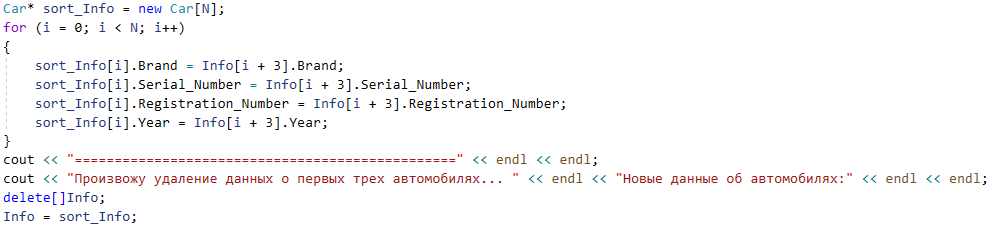 Car* sort_Info = new Car[N];
for (i = 0; i < N; i++)
{
    sort_Info[i].Brand = Info[i + 3].Brand;
    sort_Info[i].Serial_Number = Info[i + 3].Serial_Number;
    sort_Info[i].Registration_Number = Info[i + 3].Registration_Number;
    sort_Info[i].Year = Info[i + 3].Year;
}
cout << "================================================" << endl << endl;
cout << "Произвожу удаление данных о первых трех автомобилях... " << endl << "Новые данные об автомобилях:" << endl << endl;
delete[]Info;
Info = sort_Info;